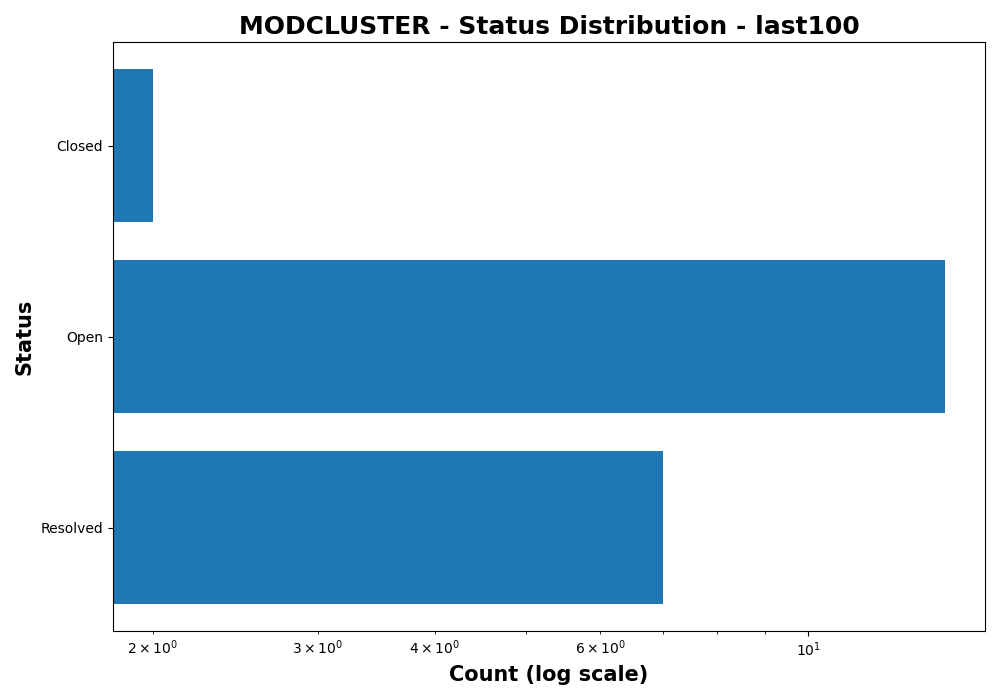 MODCLUSTER - Status Distribution - last100
Status
Closed
Open
Resolved
2 × 10⁰ 3 × 10⁰ 4 × 10⁰ 6 × 10⁰ 10¹
Count (log scale)